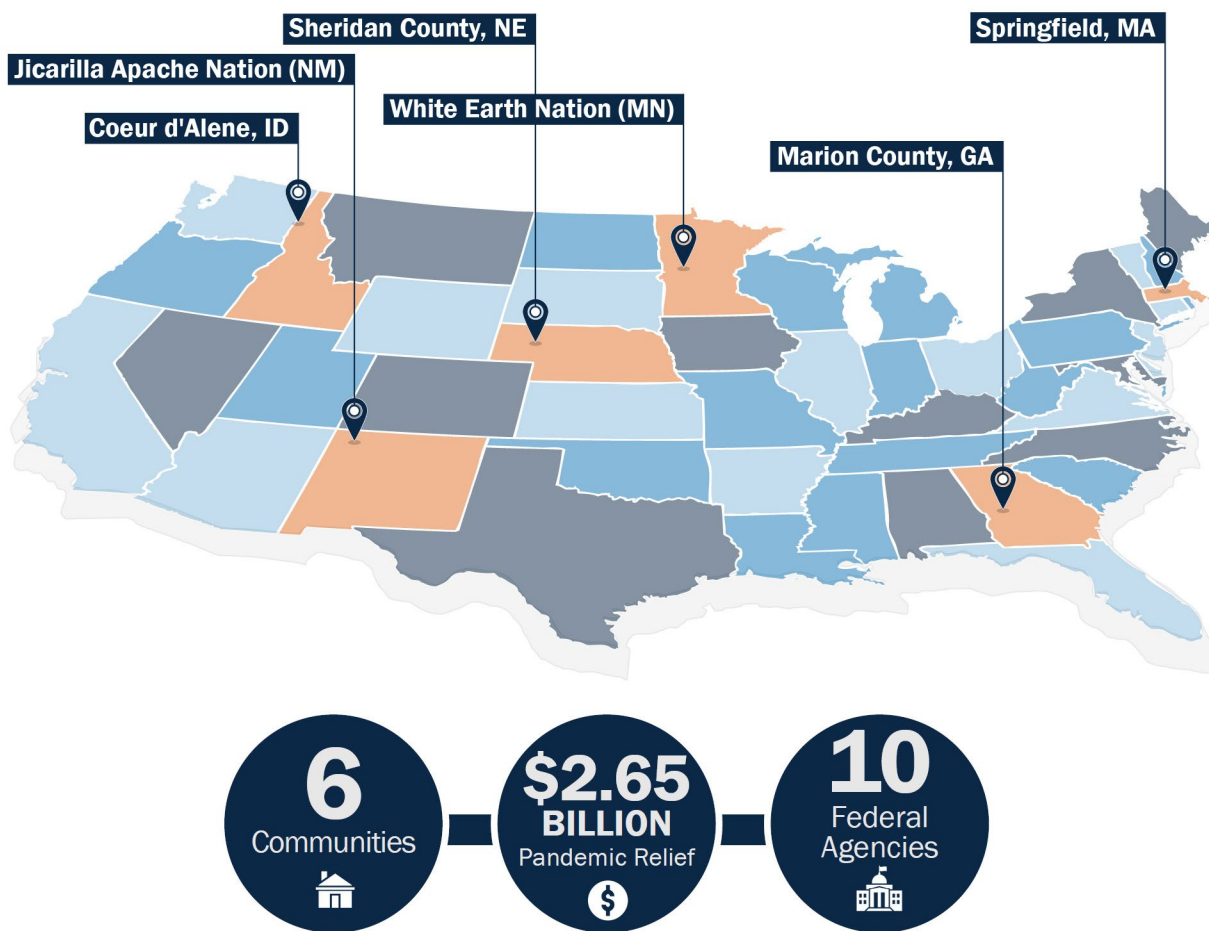 Sheridan County, NE
Springfield, MA
Jicarilla Apache Nation (NM)
White Earth Nation (MN)
Coeur d'Alene, ID
Marion County, GA
6
Communities
$2.65
BILLION
Pandemic Relief
$
10
Federal
Agencies